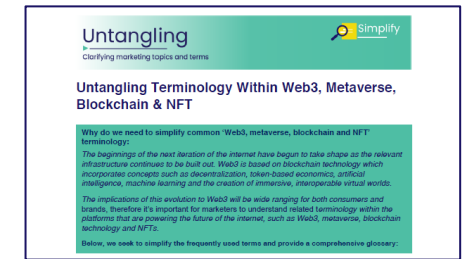 Untangling
Clarifying marketing topics and terms
Simplify
Untangling Terminology Within Web3, Metaverse,
Blockchain & NFT
Why do we need to simplify common ‘Web3, metaverse, blockchain and NFT’
terminology:
The beginnings of the next iteration of the internet have begun to take shape as the relevant
infrastructure continues to be built out. Web3 is based on blockchain technology which
incorporates concepts such as decentralization, token-based economics, artificial
intelligence, machine learning and the creation of immersive, interoperable virtual worlds.
The implications of this evolution to Web3 will be wide ranging for both consumers and
brands, therefore it's important for marketers to understand related terminology within the
platforms that are powering the future of the internet, such as Web3, metaverse, blockchain
technology and NFTs.
Below, we seek to simplify the frequently used terms and provide a comprehensive glossary: